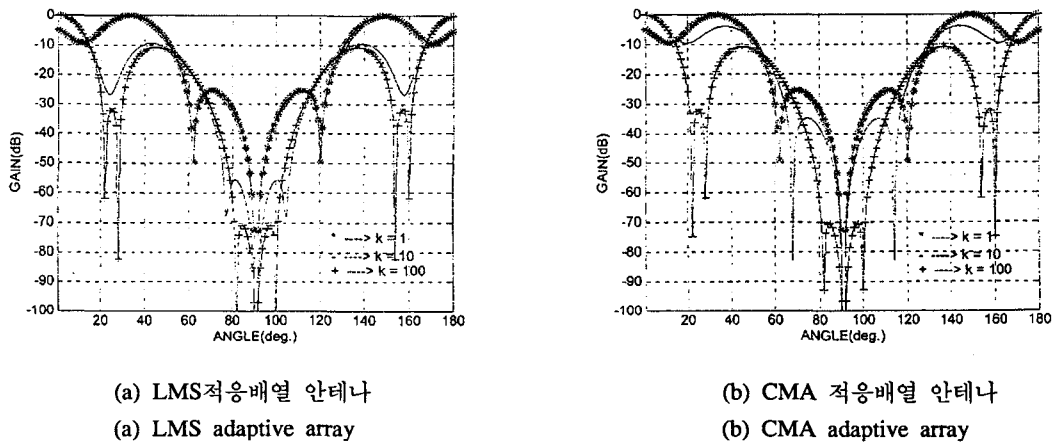 GAIN(dB)
0
-10
-20
-30
-40
-50
-60
-70
-80
-90
-100
20 40 60 80 100 120 140 160 180
ANGLE(deg.)
* ----> k = 1
----> k = 10
+ ----> k = 100
(a) LMS적응배열 안테나
(a) LMS adaptive array
GAIN(dB)
0
-10
-20
-30
-40
-50
-60
-70
-80
-90
-100
20 40 60 80 100 120 140 160 180
ANGLE(deg.)
* ----> k = 1
----> k = 10
+ ----> k = 100
(b) CMA 적응배열 안테나
(b) CMA adaptive array